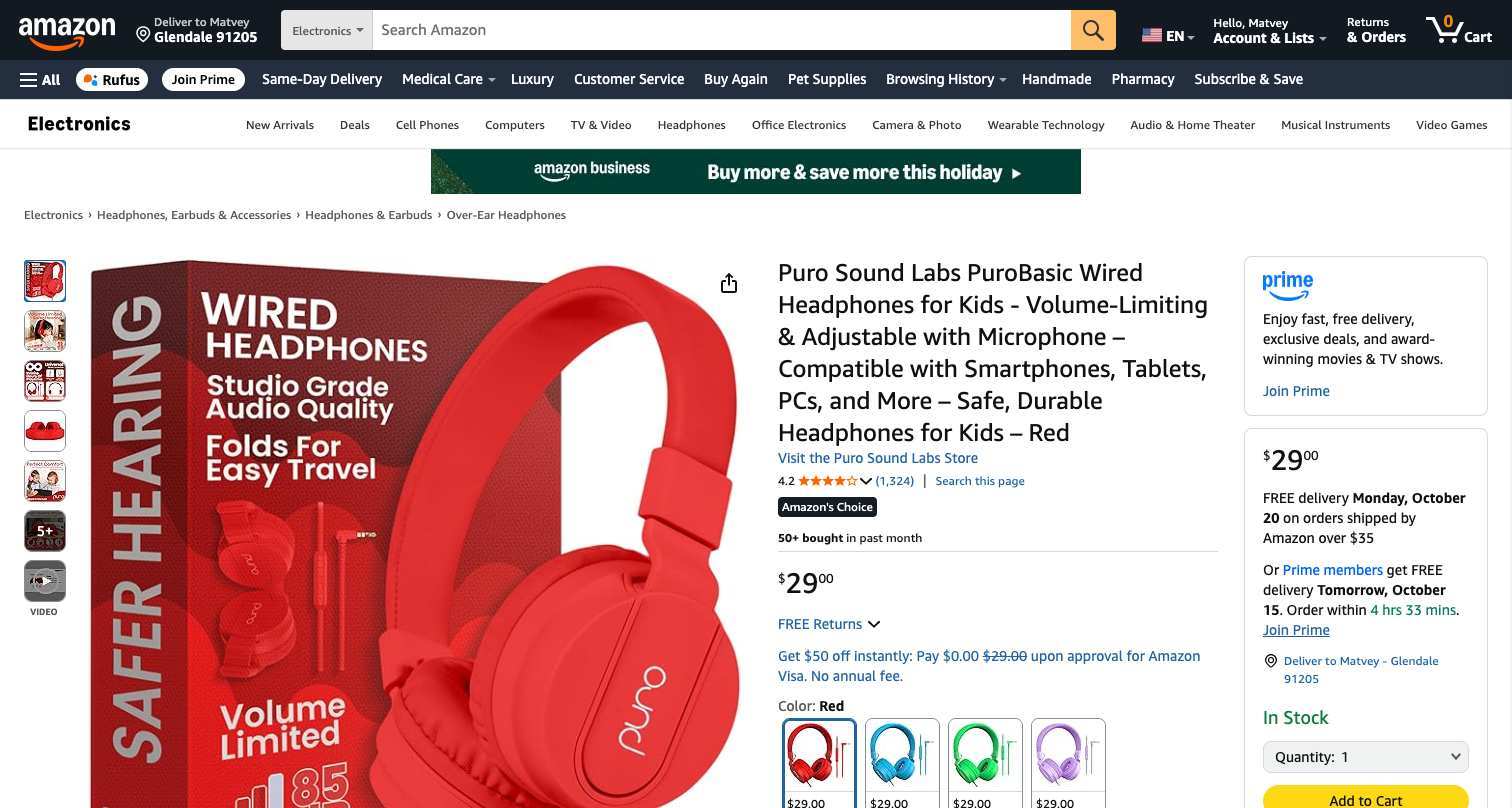 amazon
Deliver to Matvey
Glendale 91205
Electronics
Search Amazon
EN
Hello, Matvey
Account & Lists
Returns
& Orders
0
Cart
All
Rufus
Join Prime
Same-Day Delivery
Medical Care
Luxury
Customer Service
Buy Again
Pet Supplies
Browsing History
Handmade
Pharmacy
Subscribe & Save
Electronics
New Arrivals
Deals
Cell Phones
Computers
TV & Video
Headphones
Office Electronics
Camera & Photo
Wearable Technology
Audio & Home Theater
Musical Instruments
Video Games
amazon business
Buy more & save more this holiday
Electronics › Headphones, Earbuds & Accessories › Headphones & Earbuds › Over-Ear Headphones
5+
VIDEO
SAFER HEARING
WIRED
HEADPHONES
Studio Grade
Audio Quality
Folds For
Easy Travel
Volume
Limited
85
puro
Puro Sound Labs PuroBasic Wired
Headphones for Kids - Volume-Limiting
& Adjustable with Microphone –
Compatible with Smartphones, Tablets,
PCs, and More – Safe, Durable
Headphones for Kids – Red
Visit the Puro Sound Labs Store
4.2 (1,324) | Search this page
Amazon's Choice
50+ bought in past month
$2900
FREE Returns
Get $50 off instantly: Pay $0.00 $29.00 upon approval for Amazon
Visa. No annual fee.
Color: Red
$29.00
$29.00
$29.00
$29.00
prime
Enjoy fast, free delivery,
exclusive deals, and award-
winning movies & TV shows.
Join Prime
$2900
FREE delivery Monday, October
20 on orders shipped by
Amazon over $35
Or Prime members get FREE
delivery Tomorrow, October
15. Order within 4 hrs 33 mins.
Join Prime
Deliver to Matvey - Glendale
91205
In Stock
Quantity: 1
Add to Cart